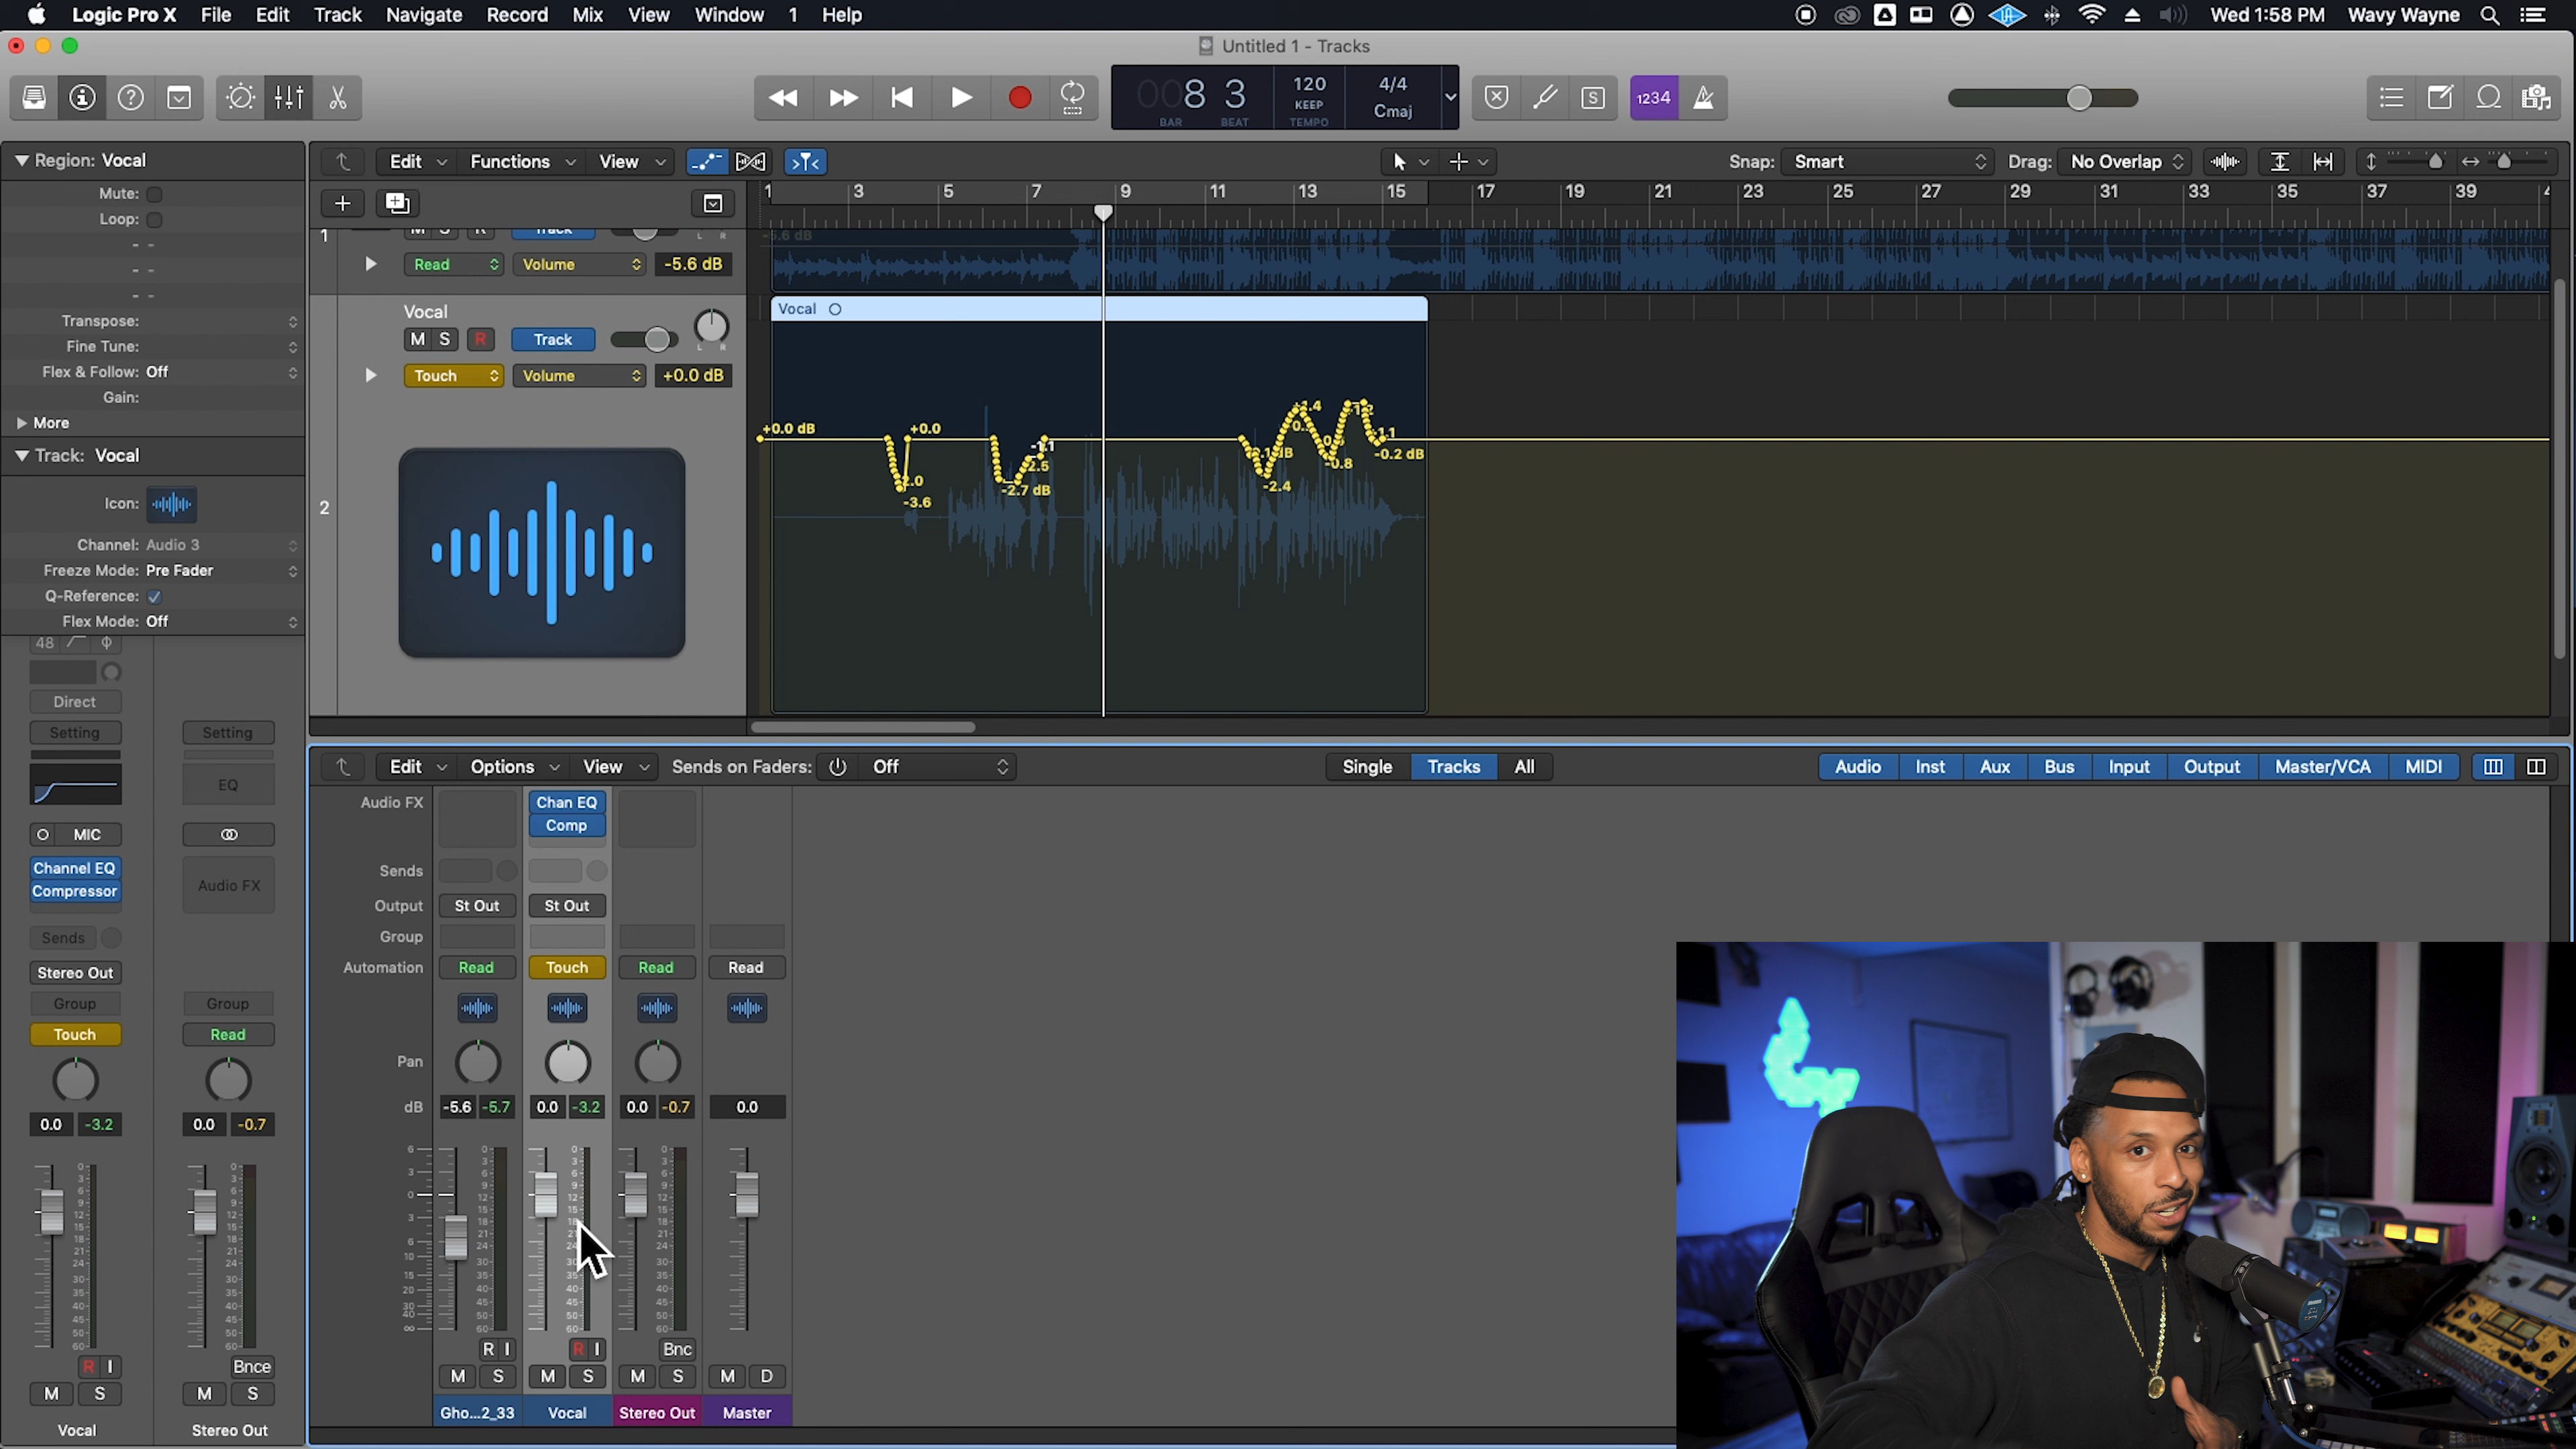 Logic Pro X File Edit Track Navigate Record Mix View Window 1 Help Wed 1:58 PM Wavy Wayne
Untitled 1 - Tracks
008 3 120 4/4
KEEP Cmaj
BAR BEAT TEMPO
1234
Region: Vocal
Mute:
Loop:
Transpose:
Fine Tune:
Flex & Follow: Off
Gain:
More
Track: Vocal
Icon:
Channel: Audio 3
Freeze Mode: Pre Fader
Q-Reference:
Flex Mode: Off
48
Direct
Setting Setting
EQ
MIC
Channel EQ
Compressor
Audio FX
Sends
Stereo Out
Group Group
Touch Read
0.0 -3.2 0.0 -0.7
R I Bnce
M S M S
Vocal Stereo Out
Edit Functions View Snap: Smart Drag: No Overlap
1 3 5 7 9 11 13 15 17 19 21 23 25 27 29 31 33 35 37 39
1 M S R Track L R
Read Volume -5.6 dB
-5.6 dB
Vocal
M S R Track L R
Touch Volume +0.0 dB
2
Vocal
+0.0 dB +0.0
-3.6
-2.7 dB
-2.4
-0.8
-0.2 dB
Edit Options View Sends on Faders: Off Single Tracks All Audio Inst Aux Bus Input Output Master/VCA MIDI
Audio FX Chan EQ
Comp
Sends
Output St Out St Out
Group
Automation Read Touch Read Read
Pan
dB -5.6 -5.7 0.0 -3.2 0.0 -0.7 0.0
R I R I Bnc
M S M S M S M D
Gho...2_33 Vocal Stereo Out Master